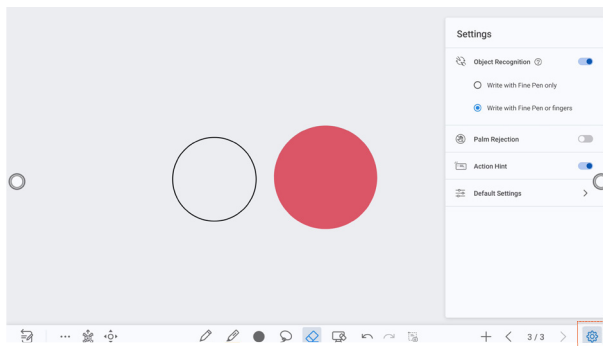 Settings
Object Recognition
Write with Fine Pen only
Write with Fine Pen or fingers
Palm Rejection
Action Hint
Default Settings
3/3